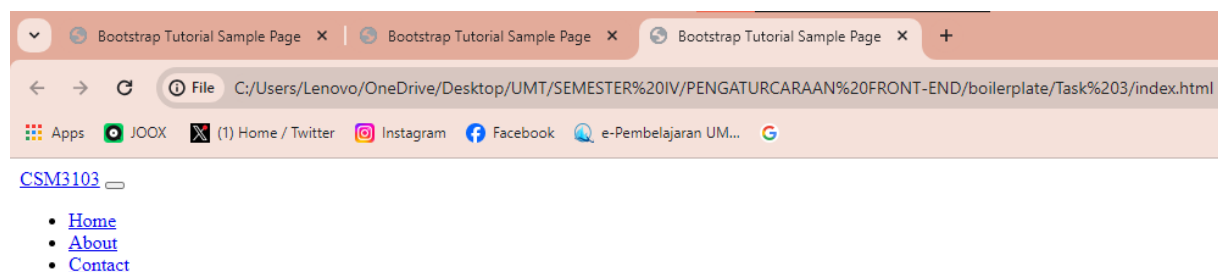 Bootstrap Tutorial Sample Page Bootstrap Tutorial Sample Page Bootstrap Tutorial Sample Page
File C:/Users/Lenovo/OneDrive/Desktop/UMT/SEMESTER%20IV/PENGATURCARAAN%20FRONT-END/boilerplate/Task%203/index.html
Apps JOOX (1) Home / Twitter Instagram Facebook e-Pembelajaran UM...
CSM3103
Home
About
Contact